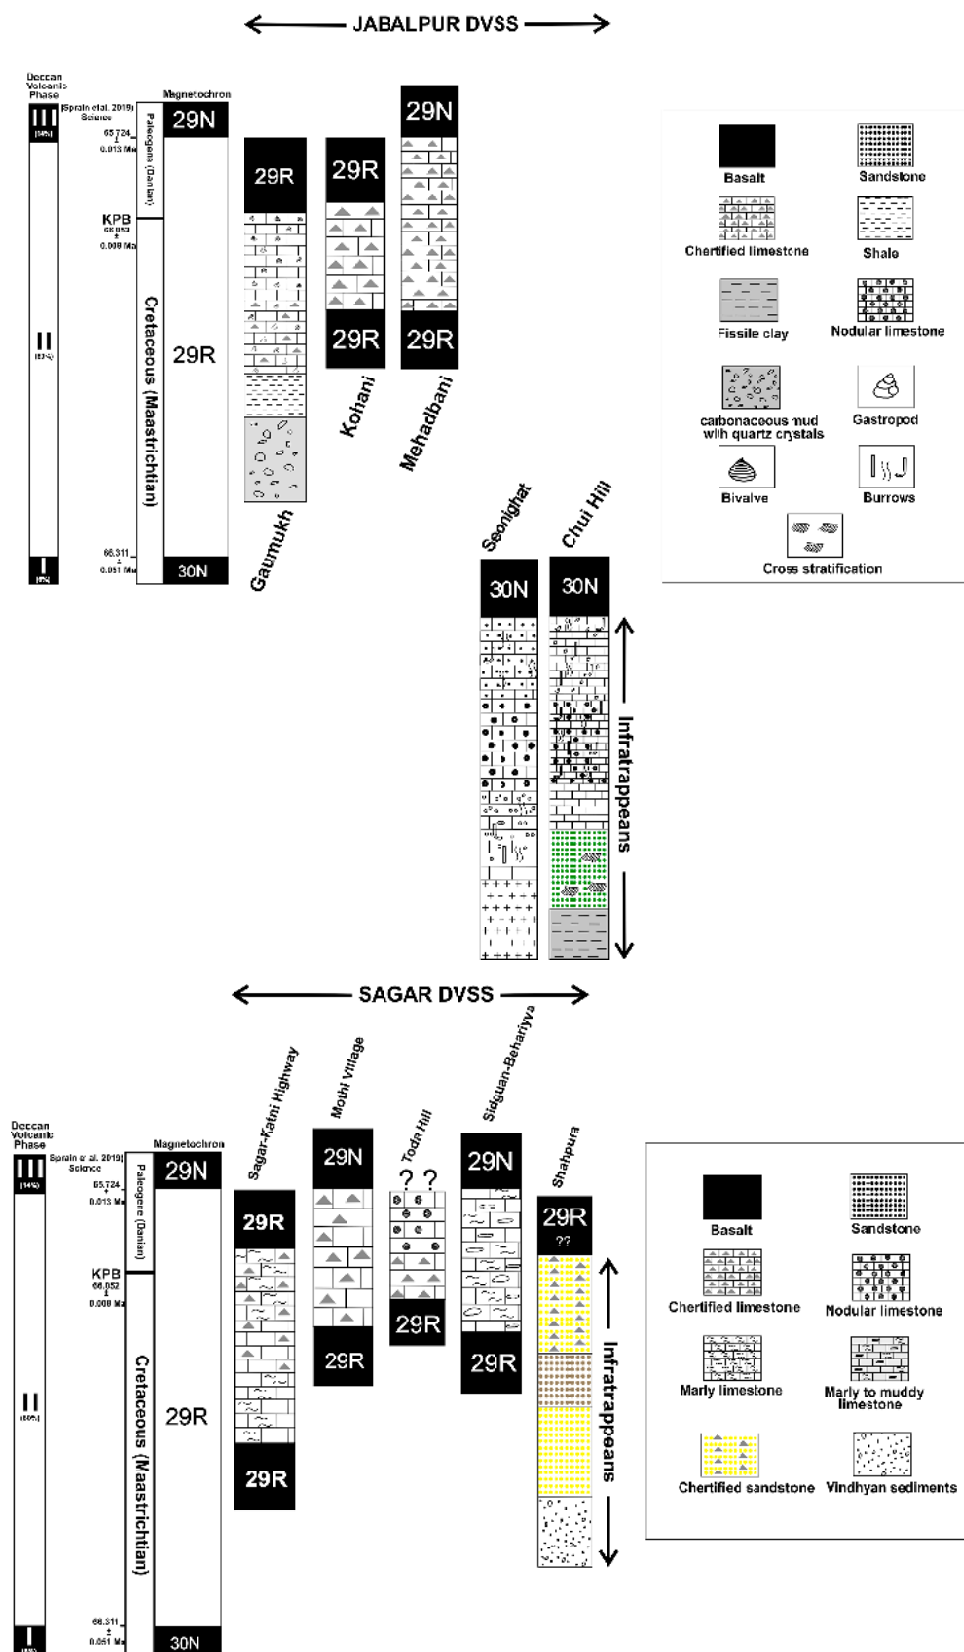 JABALPUR DVSS
Deccan
Volcanic
Phase
(Sprain et al. 2019)
Science
Magnetochron
III
(14%)
65.724
±
0.013 Ma
Paleogene (Danian)
29N
KPB
±
0.008 Ma
II
Cretaceous (Maastrichtian)
29R
66.311
±
0.051 Ma
I
30N
29R
Gaumukh
29R
29R
Kohani
29N
29R
Mehadbani
Seonighat
30N
Chui Hill
30N
Infratrappeans
Basalt
Sandstone
Chertified limestone
Shale
Fissile clay
Nodular limestone
carbonaceous mud
with quartz crystals
Gastropod
Bivalve
Burrows
Cross stratification
SAGAR DVSS
Deccan
Volcanic
Phase
Sprain et al. 2019)
Science
Magnetochron
III
(14%)
65.724
±
0.013 Ma
Paleogene (Danian)
29N
KPB
66.052
±
0.008 Ma
II
Cretaceous (Maastrichtian)
29R
66.311
±
0.051 Ma
I
30N
Sagar-Katni Highway
29R
29R
Mothi Village
29N
29R
Toda Hill
? ?
29R
Sidguan-Behariyya
29N
29R
Shahpura
29R
??
Infratrappeans
Basalt
Sandstone
Chertified limestone
Nodular limestone
Marly limestone
Marly to muddy
limestone
Chertified sandstone
Vindhyan sediments